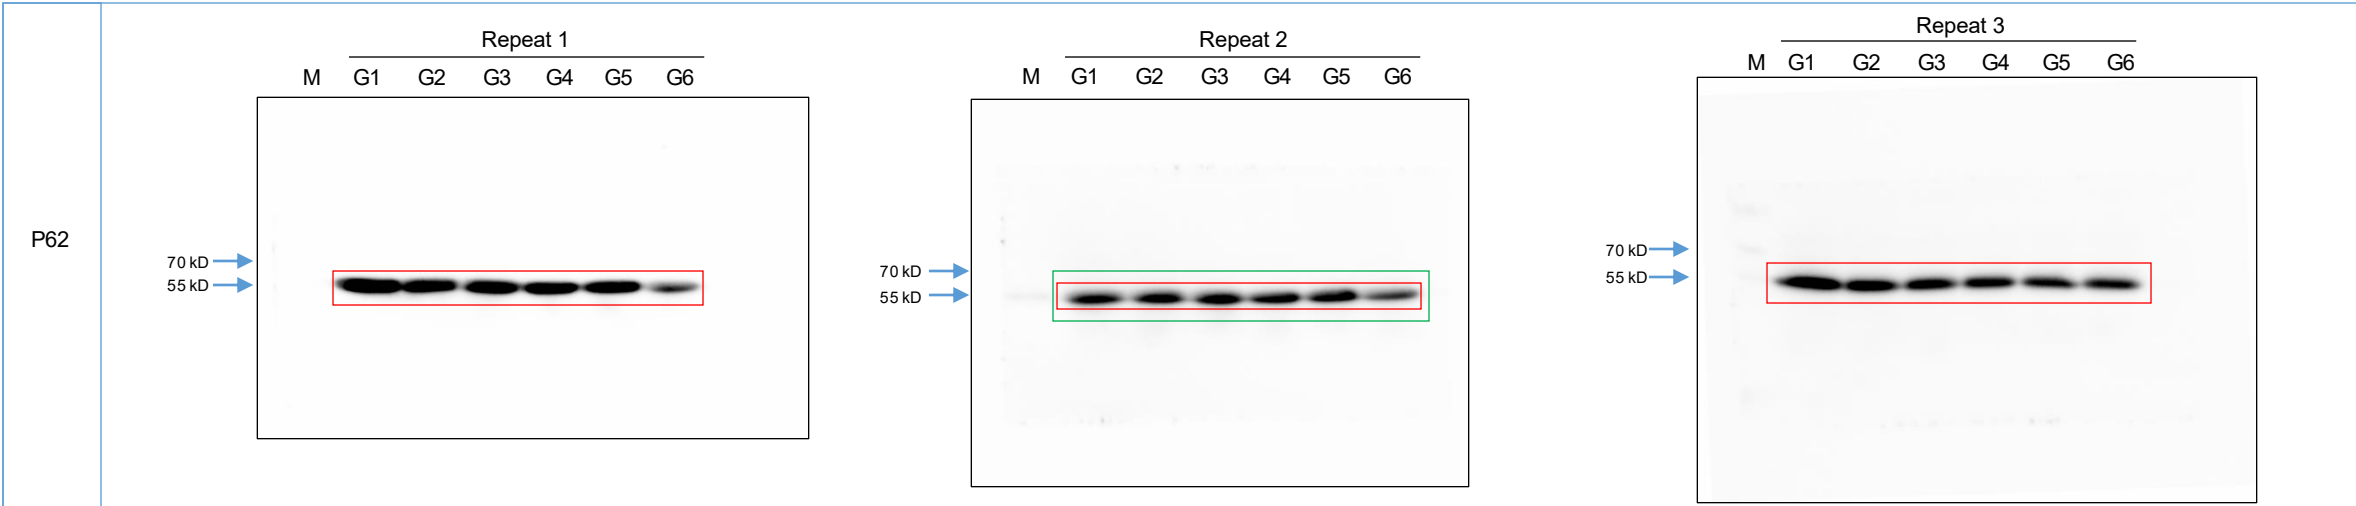 P62
Repeat 1
M G1 G2 G3 G4 G5 G6
70 kD
55 kD
Repeat 2
M G1 G2 G3 G4 G5 G6
70 kD
55 kD
Repeat 3
M G1 G2 G3 G4 G5 G6
70 kD
55 kD